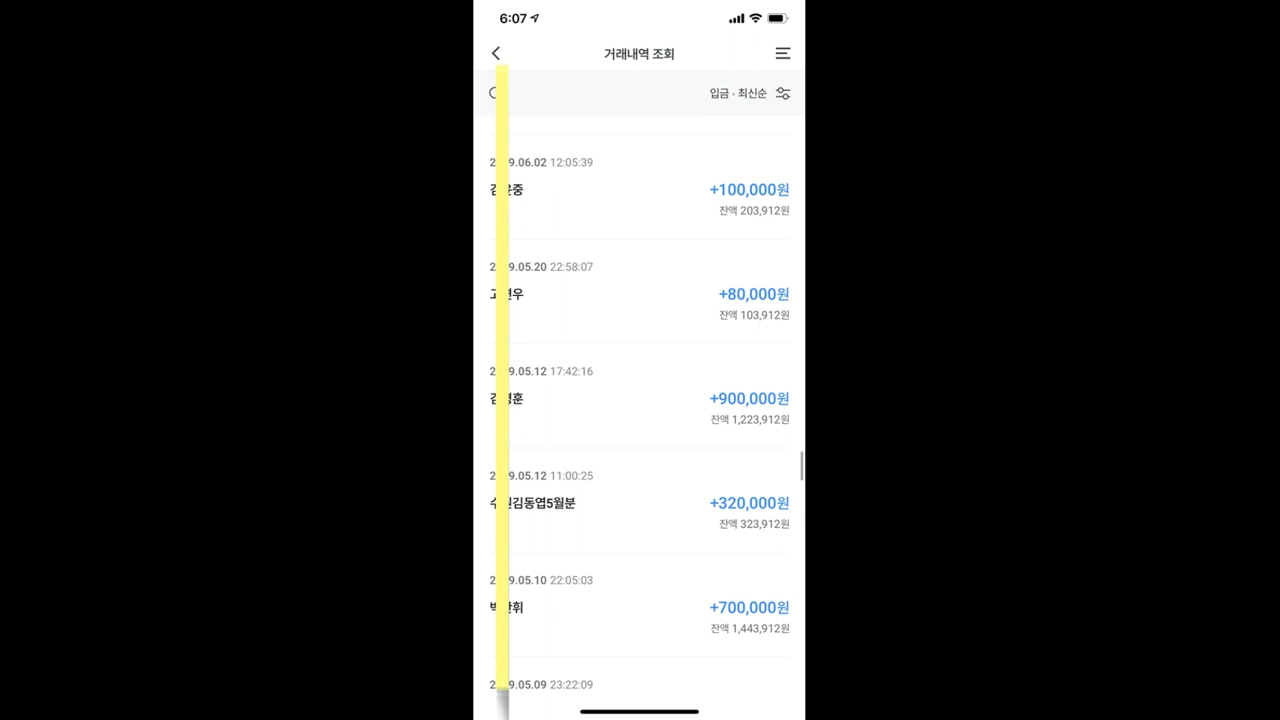 6:07
거래내역 조회
입금 · 최신순
9.06.02 12:05:39
+100,000원
잔액 203,912원
9.05.20 22:58:07
+80,000원
잔액 103,912원
9.05.12 17:42:16
+900,000원
잔액 1,223,912원
9.05.12 11:00:25
김동엽5월분
+320,000원
잔액 323,912원
9.05.10 22:05:03
+700,000원
잔액 1,443,912원
9.05.09 23:22:09